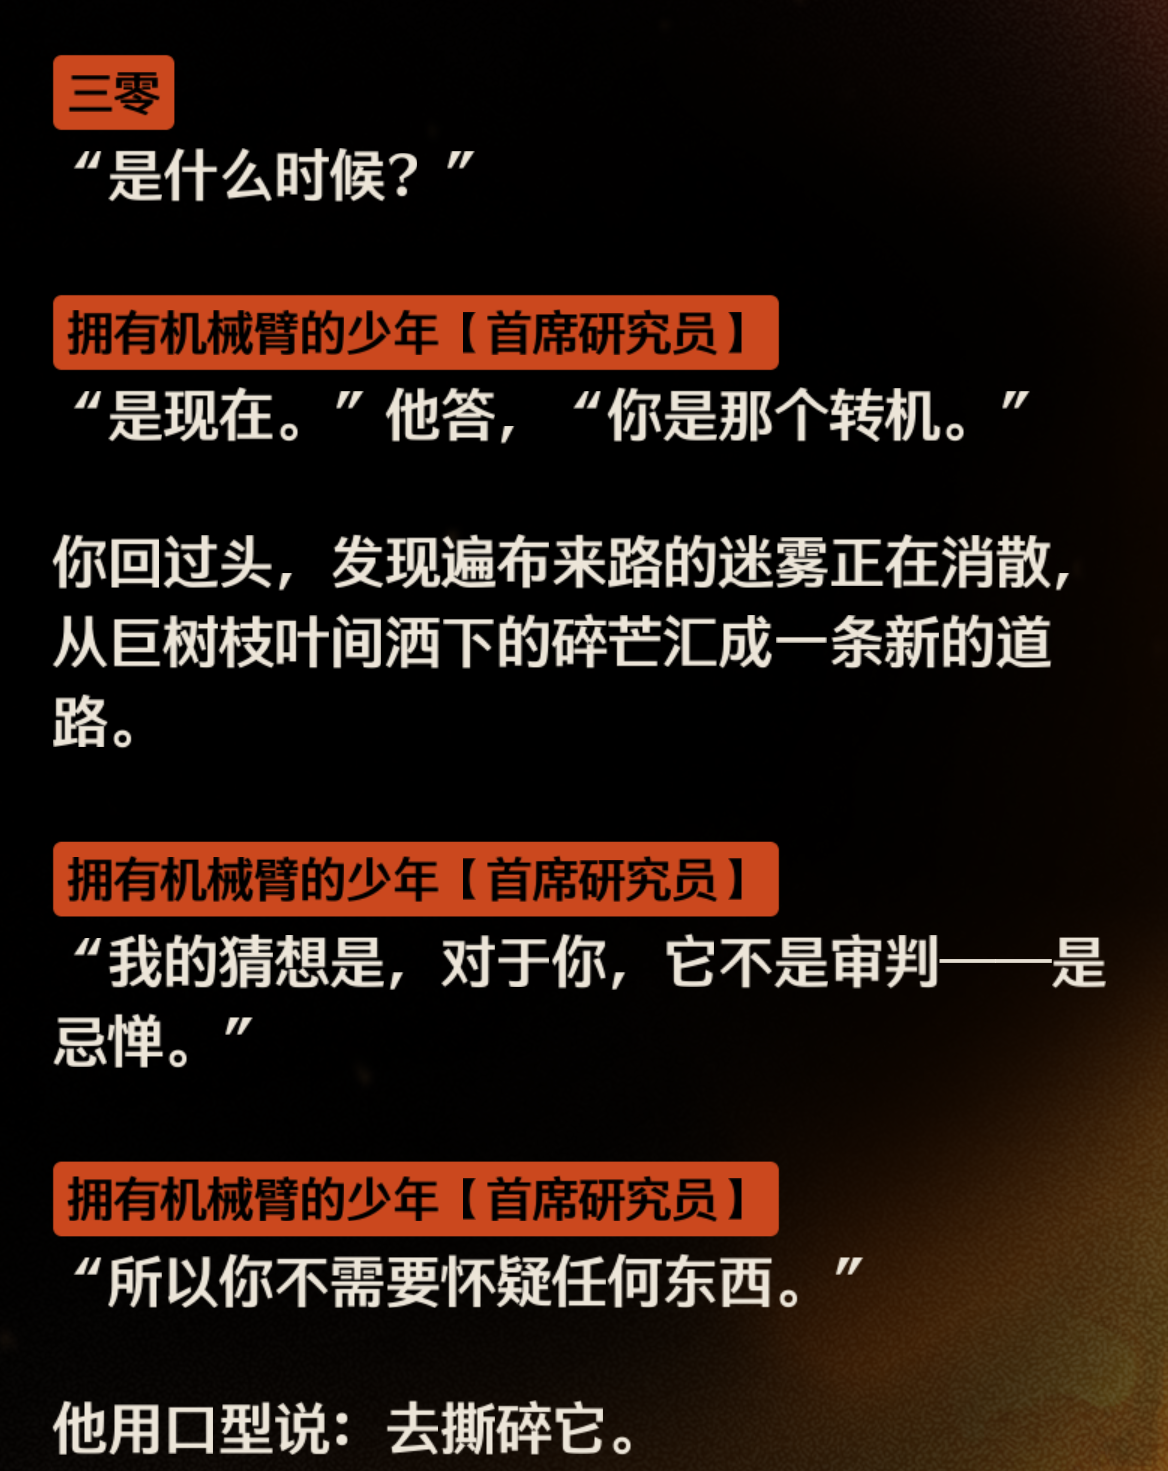 三零
“是什么时候？”
拥有机械臂的少年【首席研究员】
“是现在。”他答，“你是那个转机。”
你回过头，发现遍布来路的迷雾正在消散，
从巨树枝叶间洒下的碎芒汇成一条新的道
路。
拥有机械臂的少年【首席研究员】
“我的猜想是，对于你，它不是审判——是
忌惮。”
拥有机械臂的少年【首席研究员】
“所以你不需要怀疑任何东西。”
他用口型说：去撕碎它。